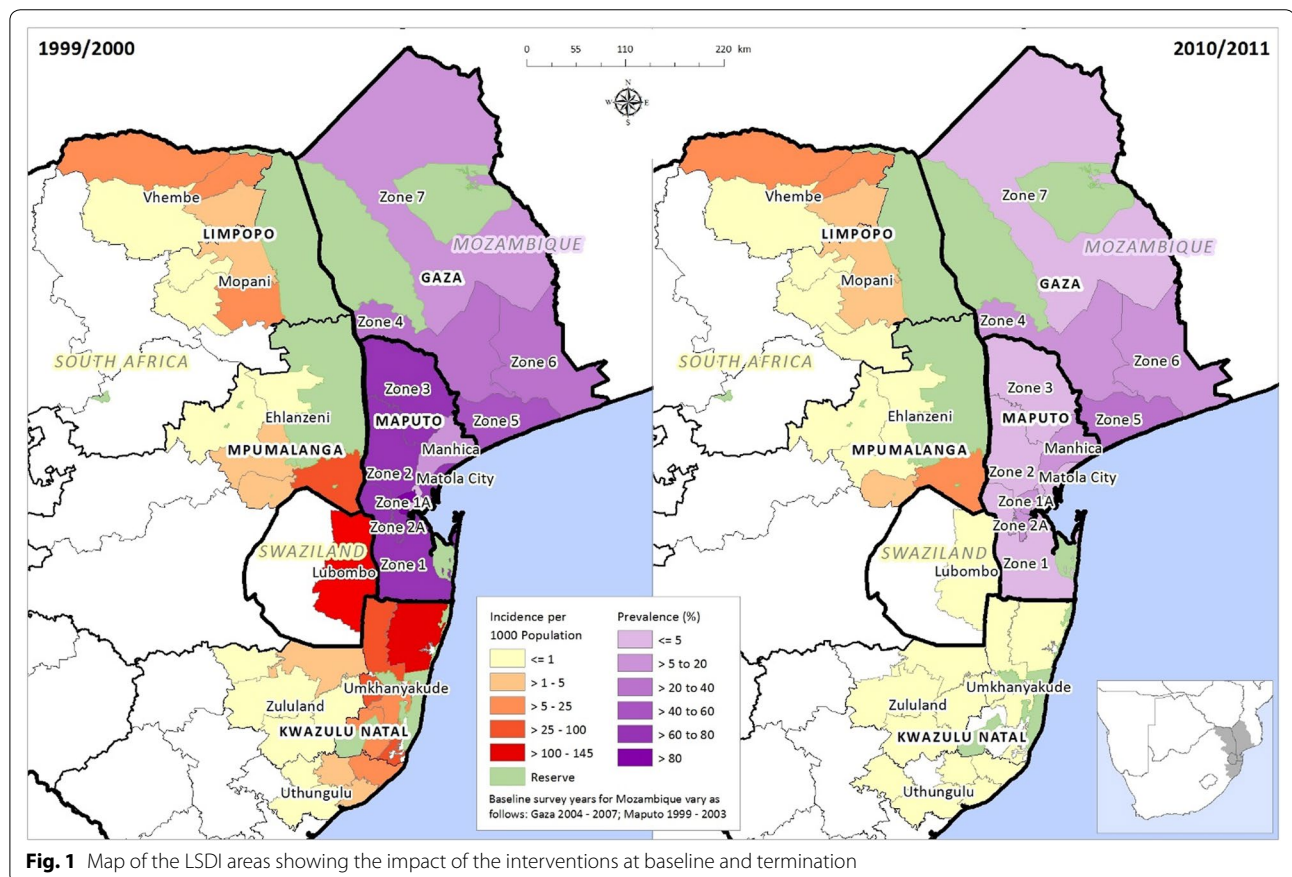 1999/2000
0 55 110 220 km
N
W E
S
2010/2011
Vhembe
LIMPOPO
Mopani
SOUTH AFRICA
Ehlanzeni
MPUMALANGA
SWAZILAND
Lubombo
Zululand
Umkhanyakude
KWAZULU NATAL
Uthungulu
Zone 7
MOZAMBIQUE
GAZA
Zone 4
Zone 6
Zone 3
MAPUTO
Zone 5
Manhica
Zone 2
Matola City
Zone 1A
Zone 2A
Zone 1
Vhembe
LIMPOPO
Mopani
SOUTH AFRICA
Ehlanzeni
MPUMALANGA
SWAZILAND
Lubombo
Zululand
Umkhanyakude
KWAZULU NATAL
Uthungulu
Zone 7
MOZAMBIQUE
GAZA
Zone 4
Zone 6
Zone 3
MAPUTO
Zone 5
Manhica
Zone 2
Matola City
Zone 1A
Zone 2A
Zone 1
Incidence per
1000 Population
<= 1
> 1 - 5
> 5 - 25
> 25 - 100
> 100 - 145
Reserve
Prevalence (%)
<= 5
> 5 to 20
> 20 to 40
> 40 to 60
> 60 to 80
> 80
Baseline survey years for Mozambique vary as
follows: Gaza 2004 - 2007; Maputo 1999 - 2003
Fig. 1 Map of the LSDI areas showing the impact of the interventions at baseline and termination